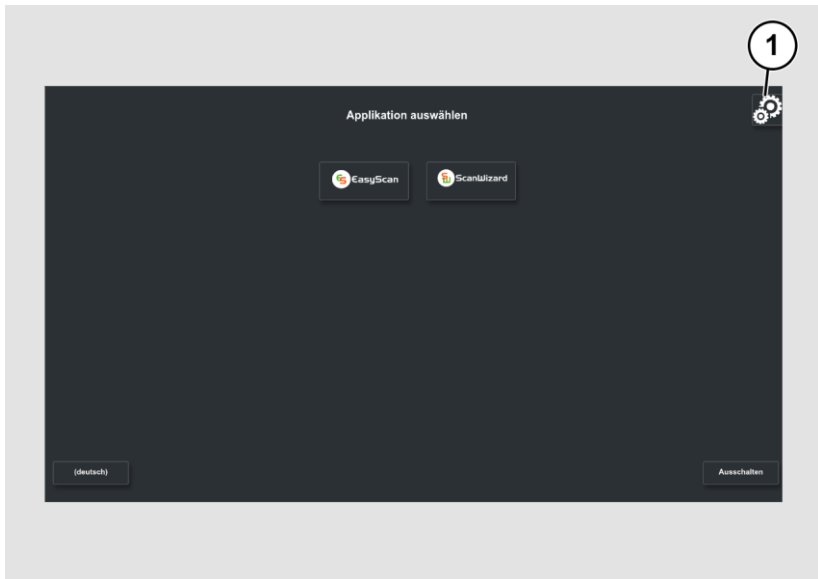 1
Applikation auswählen
EasyScan
ScanWizard
(deutsch)
Ausschalten